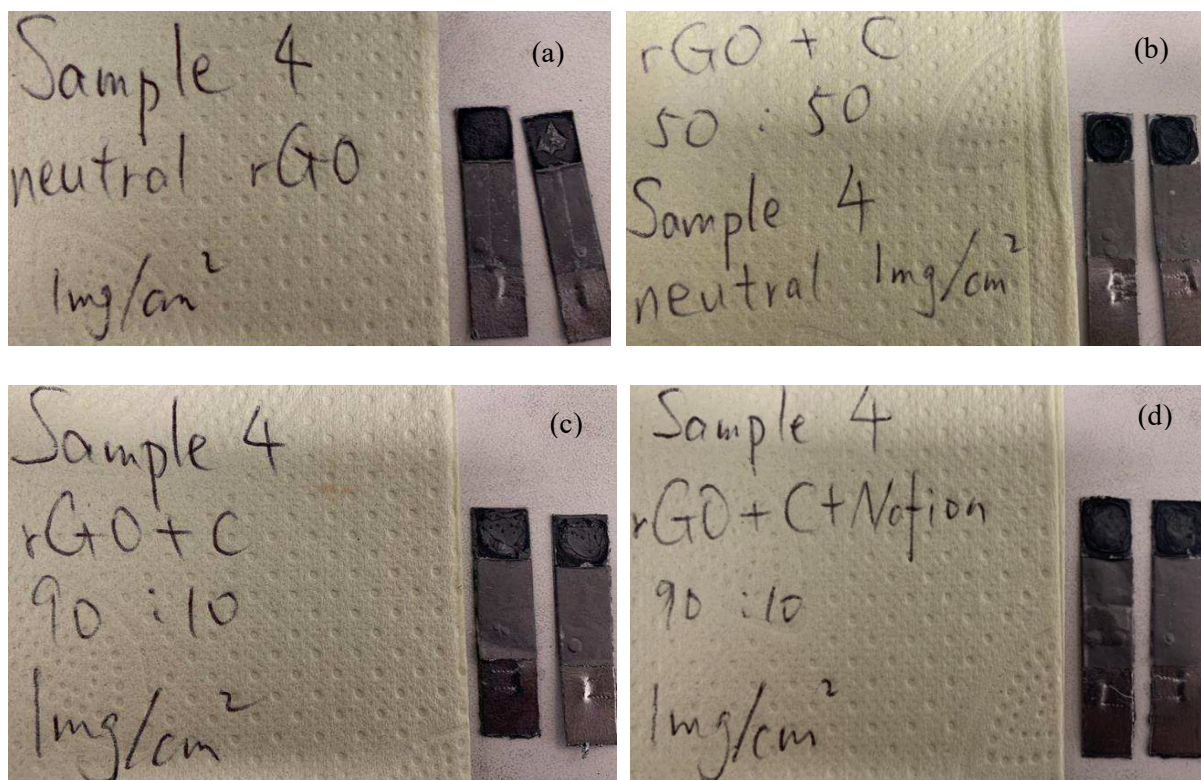 Sample 4
neutral rGO
1mg/cm²
(a)
rGO + C
50 : 50
Sample 4
neutral 1mg/cm²
(b)
Sample 4
rGO + C
90 : 10
1mg/cm²
(c)
Sample 4
rGO + C + Nafion
90 : 10
1mg/cm²
(d)